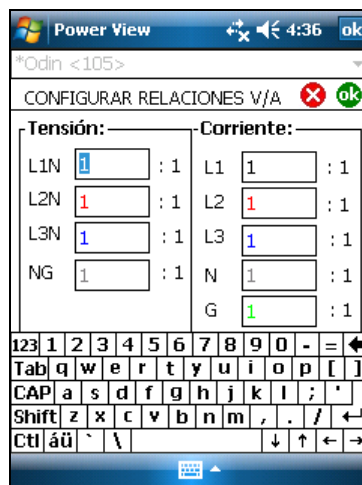 Power View 4:36 ok
*Odin <105>
CONFIGURAR RELACIONES V/A ok
Tensión: Corriente:
L1N 1 : 1 L1 1 : 1
L2N 1 : 1 L2 1 : 1
L3N 1 : 1 L3 1 : 1
NG 1 : 1 N 1 : 1
G 1 : 1
123 1 2 3 4 5 6 7 8 9 0 - =
Tab q w e r t y u i o p [ ]
CAP a s d f g h j k l ; '
Shift z x c v b n m , . /
Ctl áü ` \